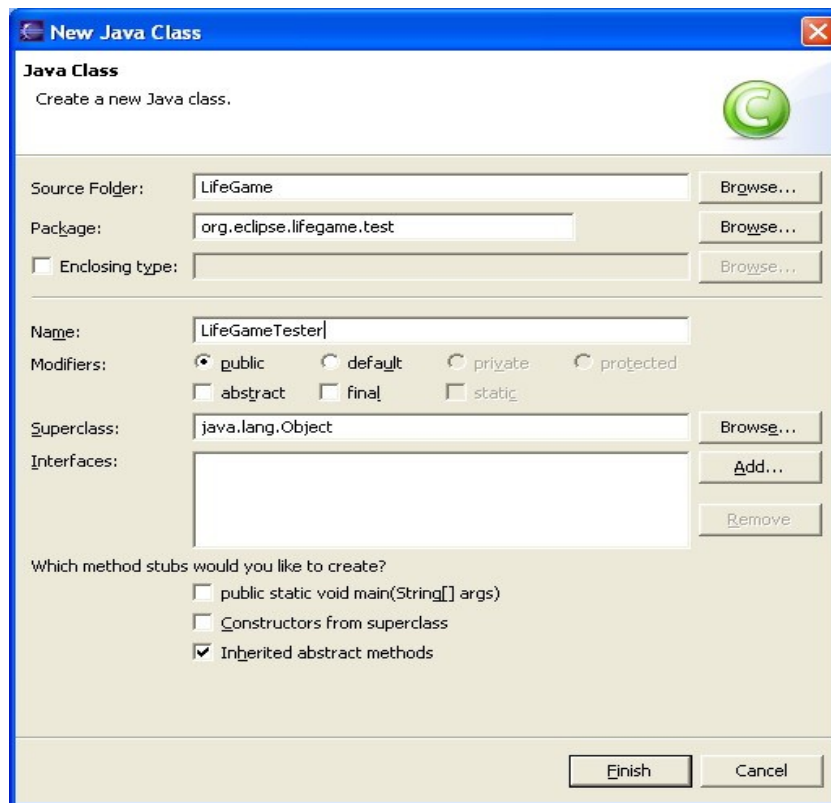 New Java Class
Java Class
Create a new Java class.
C
Source Folder: LifeGame Browse...
Package: org.eclipse.lifegame.test Browse...
Enclosing type: Browse...
Name: LifeGameTester
Modifiers: public default private protected
abstract final static
Superclass: java.lang.Object Browse...
Interfaces: Add...
Remove
Which method stubs would you like to create?
public static void main(String[] args)
Constructors from superclass
Inherited abstract methods
Finish Cancel